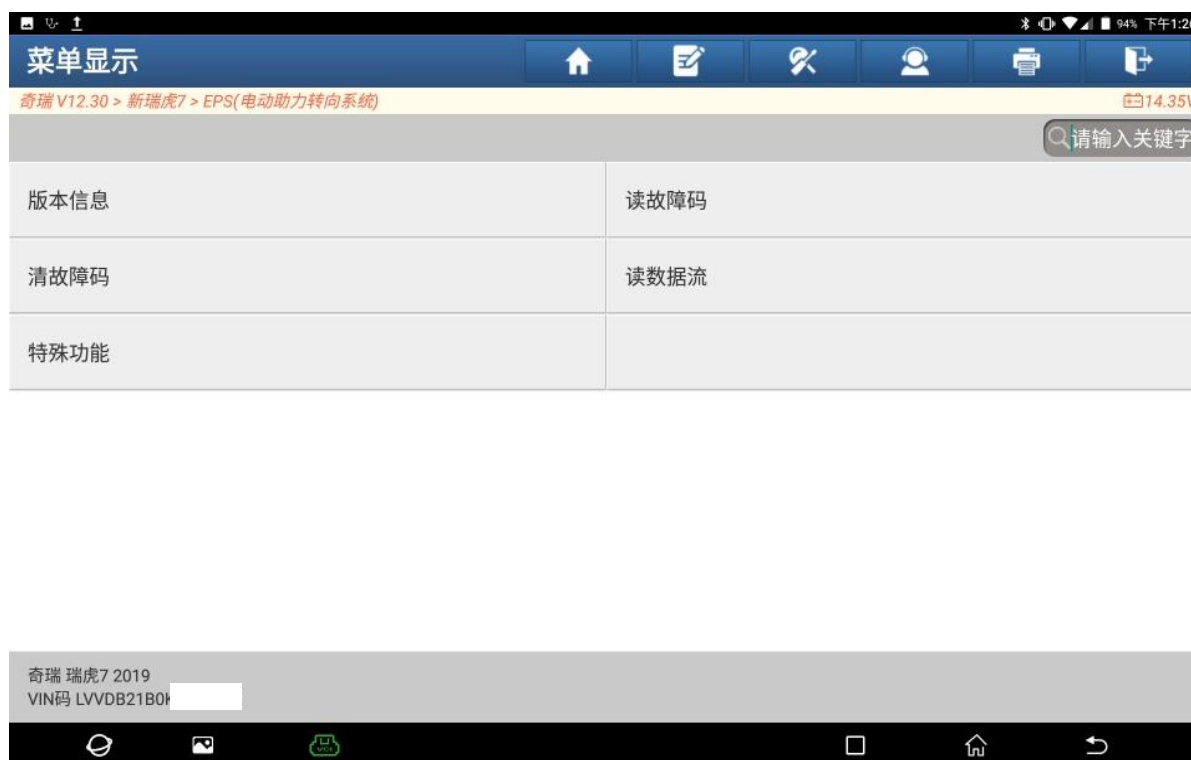 94% 下午1:2
菜单显示
奇瑞 V12.30 > 新瑞虎7 > EPS(电动助力转向系统)
14.35V
请输入关键字
版本信息
读故障码
清故障码
读数据流
特殊功能
奇瑞 瑞虎7 2019
VIN码 LVVDB21B0K
VCI